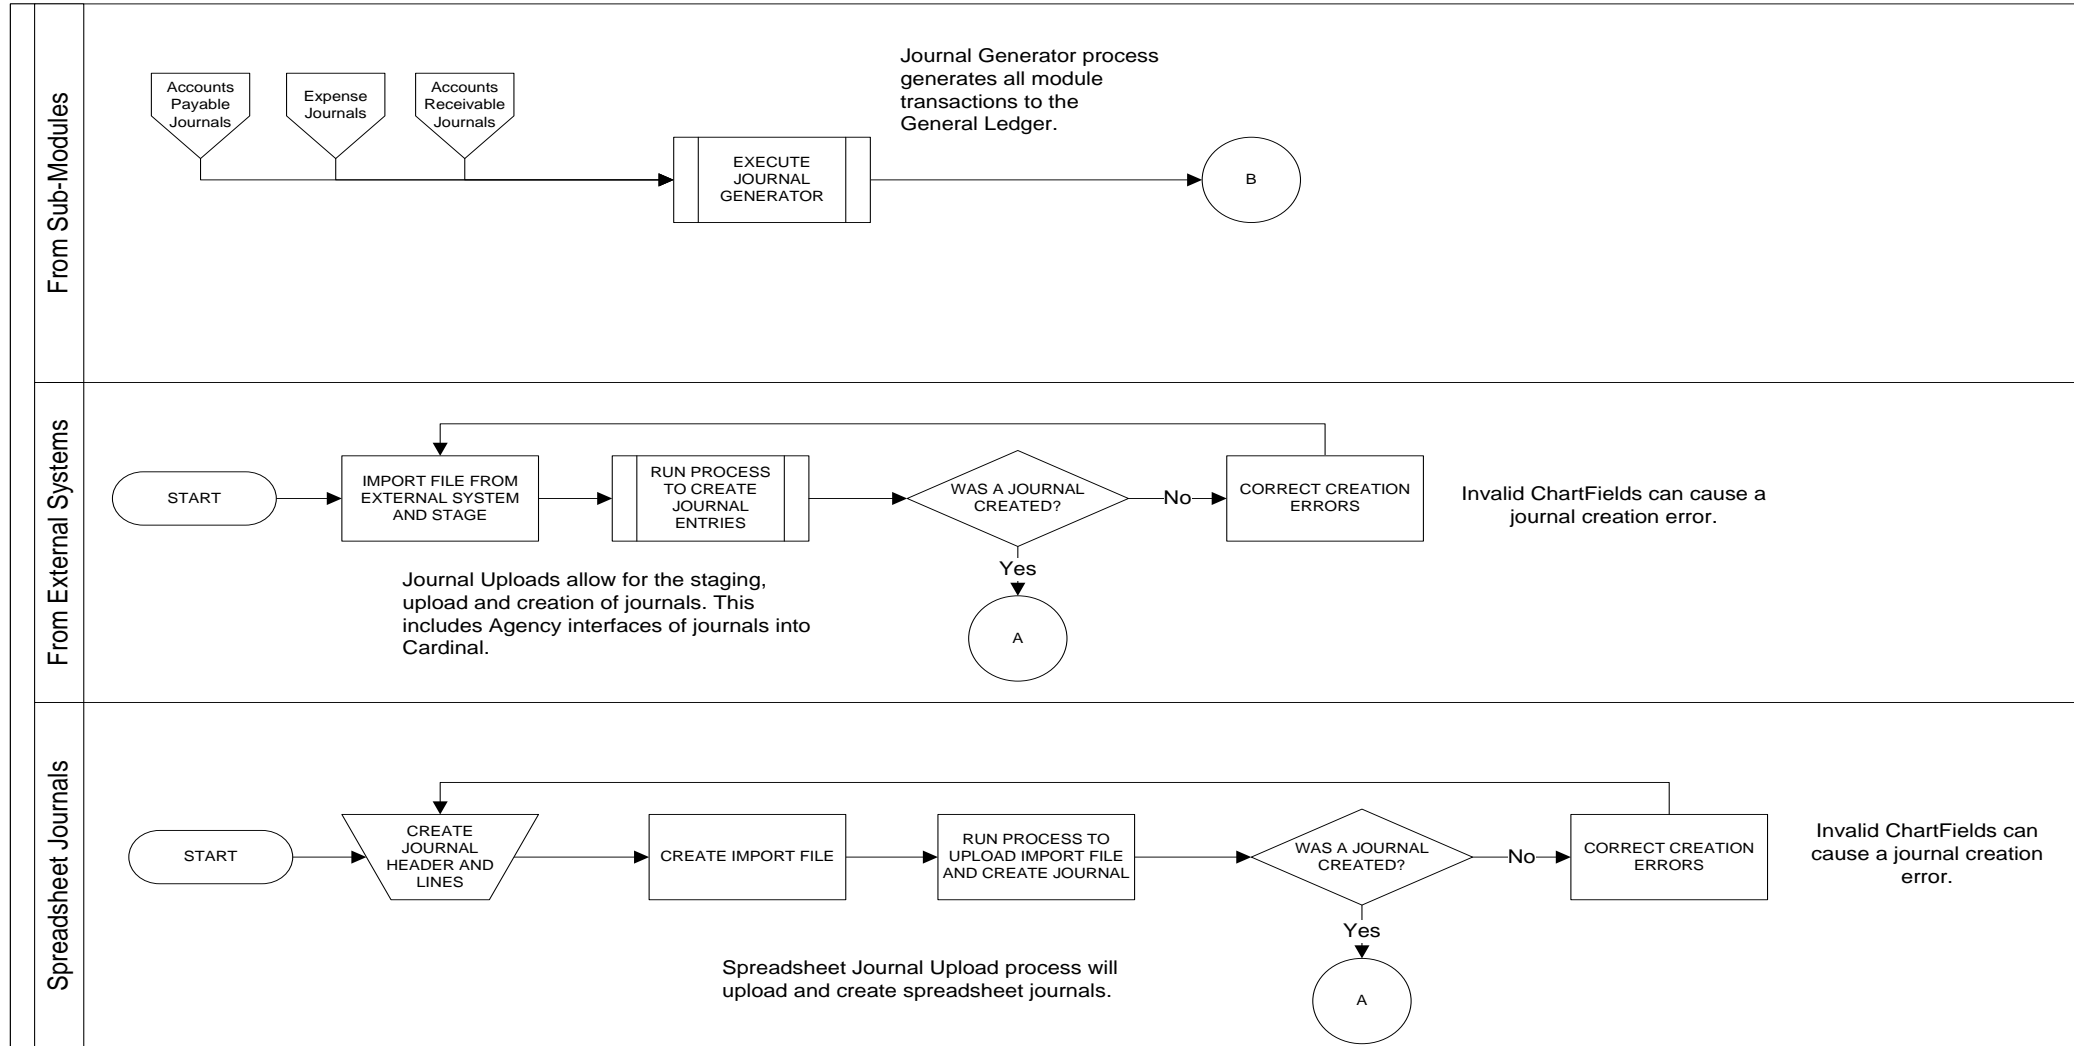 From Sub-Modules
Accounts
Payable
Journals
Expense
Journals
Accounts
Receivable
Journals
EXECUTE
JOURNAL
GENERATOR
Journal Generator process
generates all module
transactions to the
General Ledger.
B
From External Systems
START
IMPORT FILE FROM
EXTERNAL SYSTEM
AND STAGE
RUN PROCESS
TO CREATE
JOURNAL
ENTRIES
WAS A JOURNAL
CREATED?
No
CORRECT CREATION
ERRORS
Invalid ChartFields can cause a
journal creation error.
Yes
A
Journal Uploads allow for the staging,
upload and creation of journals. This
includes Agency interfaces of journals into
Cardinal.
Spreadsheet Journals
START
CREATE
JOURNAL
HEADER AND
LINES
CREATE IMPORT FILE
RUN PROCESS TO
UPLOAD IMPORT FILE
AND CREATE JOURNAL
WAS A JOURNAL
CREATED?
No
CORRECT CREATION
ERRORS
Invalid ChartFields can
cause a journal creation
error.
Yes
A
Spreadsheet Journal Upload process will
upload and create spreadsheet journals.